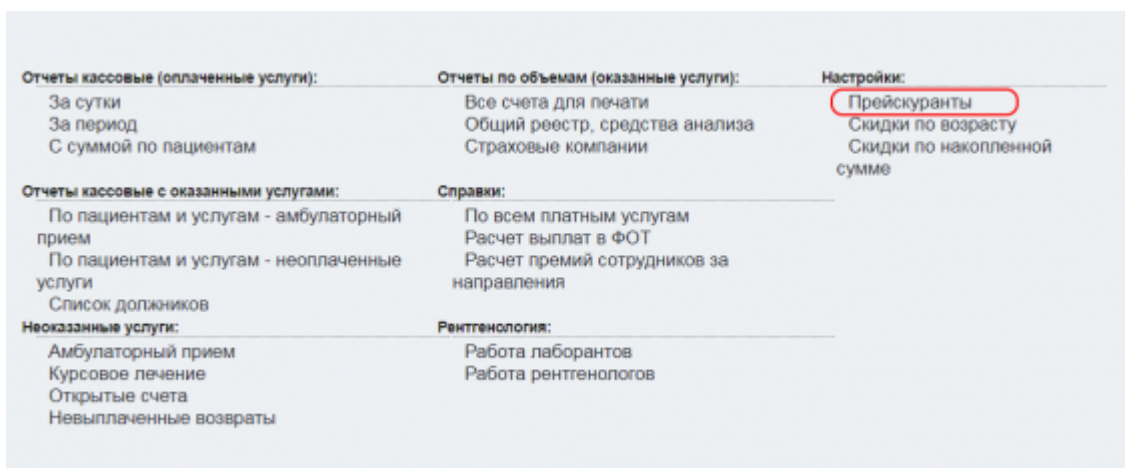 Отчеты кассовые (оплаченные услуги):
За сутки
За период
С суммой по пациентам
Отчеты по объемам (оказанные услуги):
Все счета для печати
Общий реестр, средства анализа
Страховые компании
Настройки:
Прейскуранты
Скидки по возрасту
Скидки по накопленной
сумме
Отчеты кассовые с оказанными услугами:
По пациентам и услугам - амбулаторный
прием
По пациентам и услугам - неоплаченные
услуги
Список должников
Справки:
По всем платным услугам
Расчет выплат в ФОТ
Расчет премий сотрудников за
направления
Неоказанные услуги:
Амбулаторный прием
Курсовое лечение
Открытые счета
Невыплаченные возвраты
Рентгенология:
Работа лаборантов
Работа рентгенологов